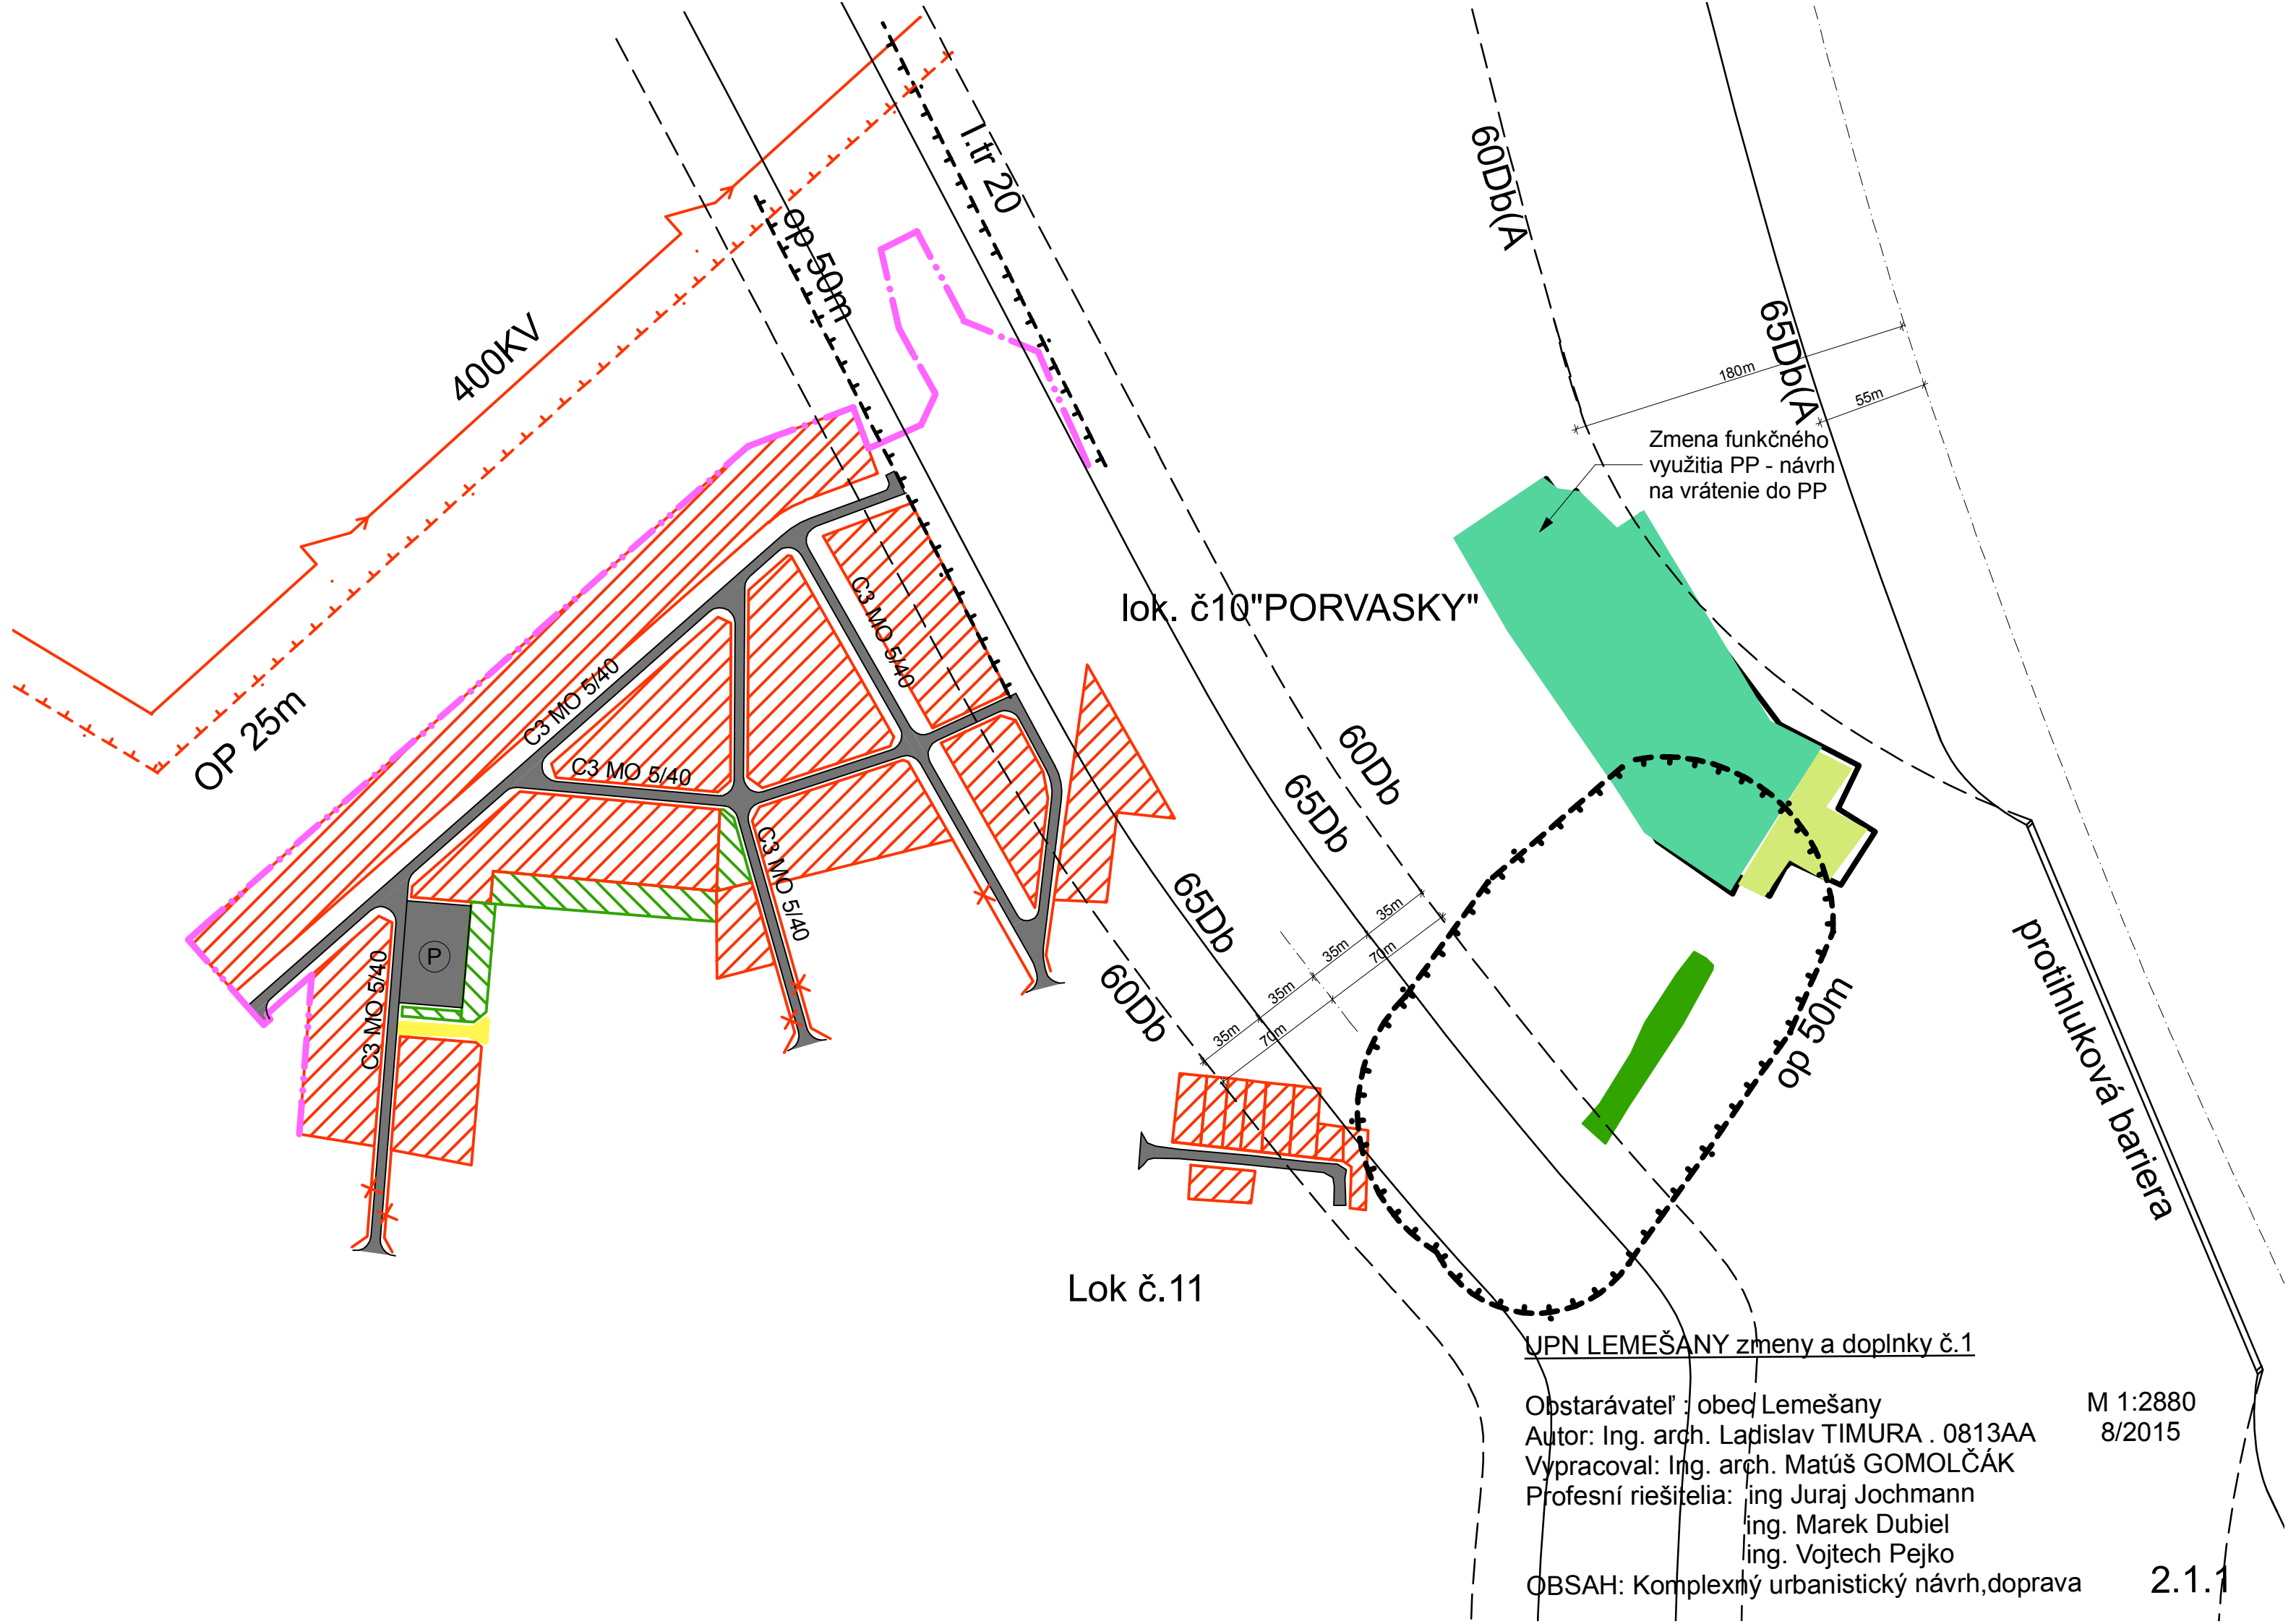 I.tr 20
op 50m
400KV
OP 25m
60Db(A
65Db(A
180m
55m
Zmena funkčného
využitia PP - návrh
na vrátenie do PP
lok. č10"PORVASKY"
C3 MO 5/40
C3 MO 5/40
C3 MO 5/40
C3 MO 5/40
C3 MO 5/40
P
60Db
65Db
65Db
60Db
35m
35m
35m
35m
70m
70m
op 50m
protihluková bariera
Lok č.11
UPN LEMEŠANY zmeny a doplnky č.1
Obstarávateľ : obec Lemešany
M 1:2880
Autor: Ing. arch. Ladislav TIMURA . 0813AA
8/2015
Vypracoval: Ing. arch. Matúš GOMOLČÁK
Profesní riešitelia: ing Juraj Jochmann
ing. Marek Dubiel
ing. Vojtech Pejko
OBSAH: Komplexný urbanistický návrh,doprava
2.1.1